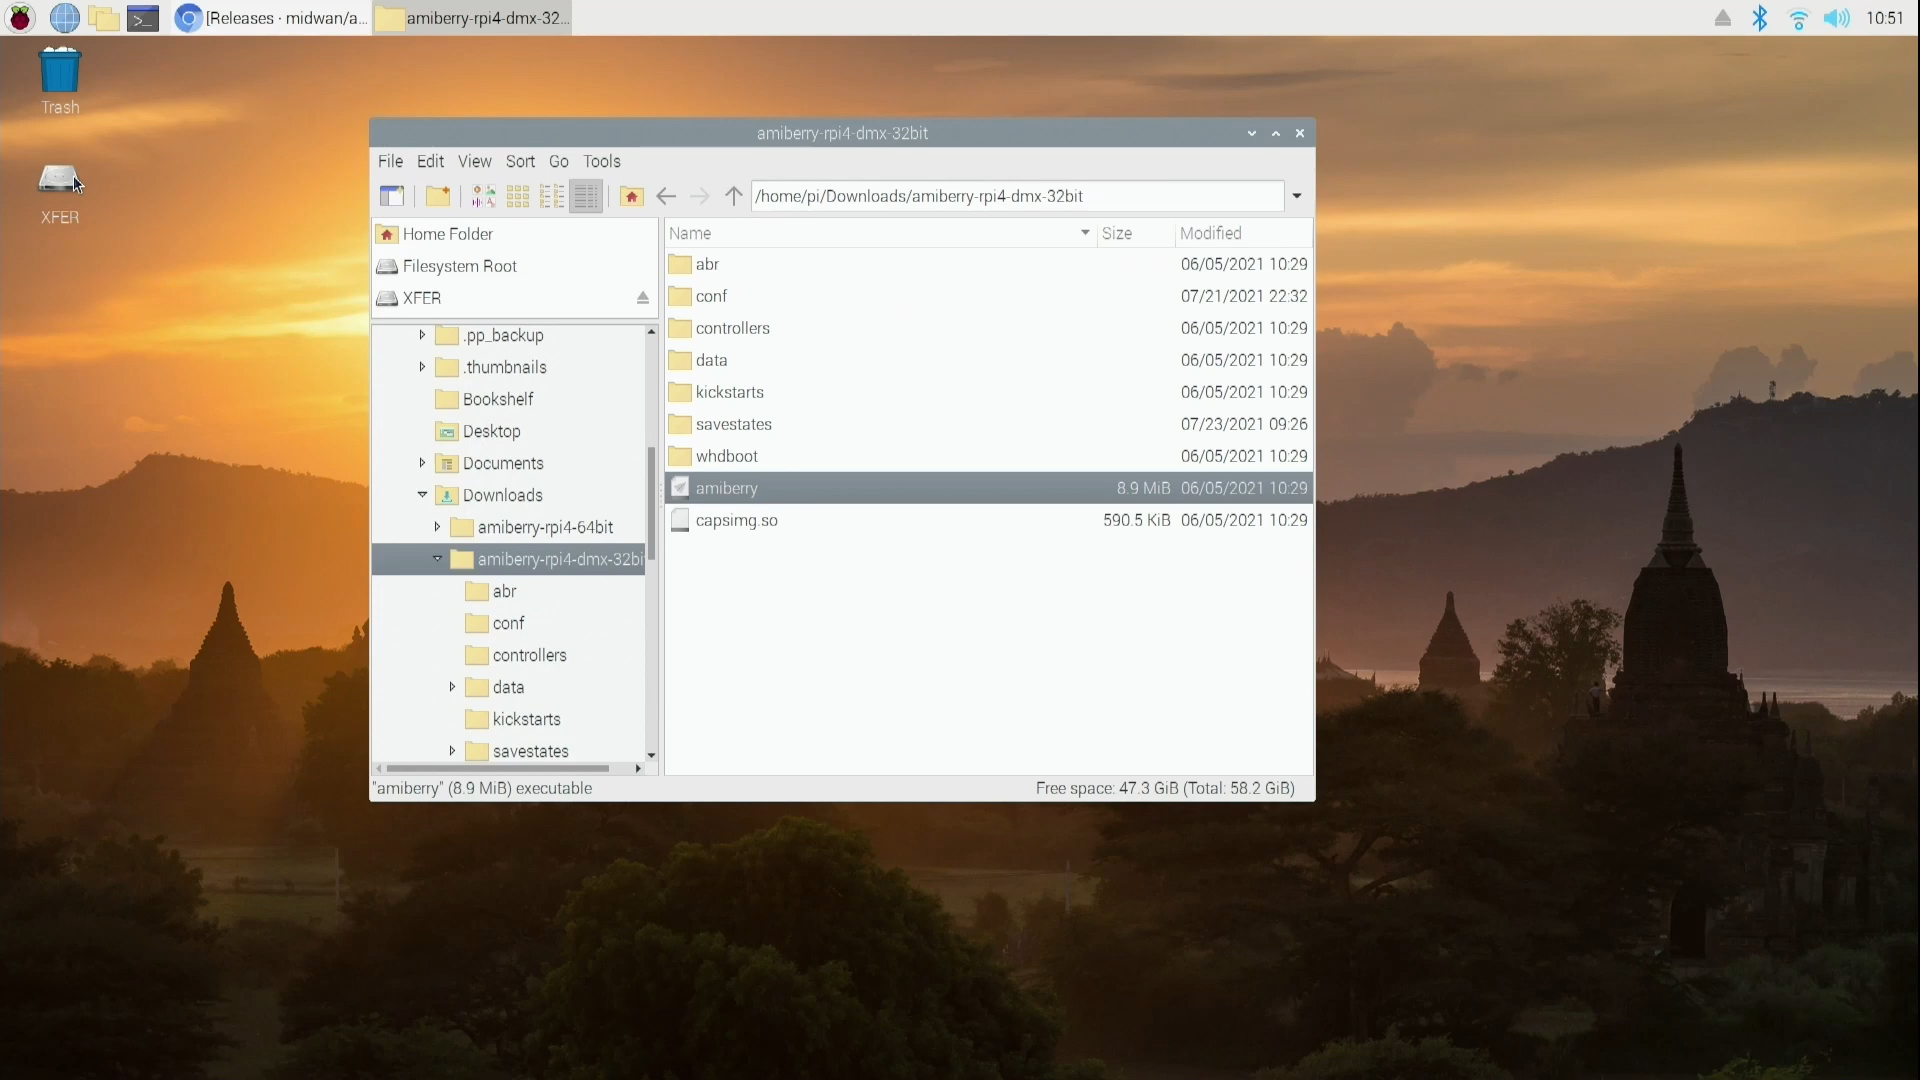 [Releases · midwan/a...
amiberry-rpi4-dmx-32...
10:51
Trash
XFER
amiberry-rpi4-dmx-32bit
File Edit View Sort Go Tools
/home/pi/Downloads/amiberry-rpi4-dmx-32bit
Home Folder
Filesystem Root
XFER
.pp_backup
.thumbnails
Bookshelf
Desktop
Documents
Downloads
amiberry-rpi4-64bit
amiberry-rpi4-dmx-32bi
abr
conf
controllers
data
kickstarts
savestates
Name Size Modified
abr 06/05/2021 10:29
conf 07/21/2021 22:32
controllers 06/05/2021 10:29
data 06/05/2021 10:29
kickstarts 06/05/2021 10:29
savestates 07/23/2021 09:26
whdboot 06/05/2021 10:29
amiberry 8.9 MiB 06/05/2021 10:29
capsimg.so 590.5 KiB 06/05/2021 10:29
"amiberry" (8.9 MiB) executable
Free space: 47.3 GiB (Total: 58.2 GiB)